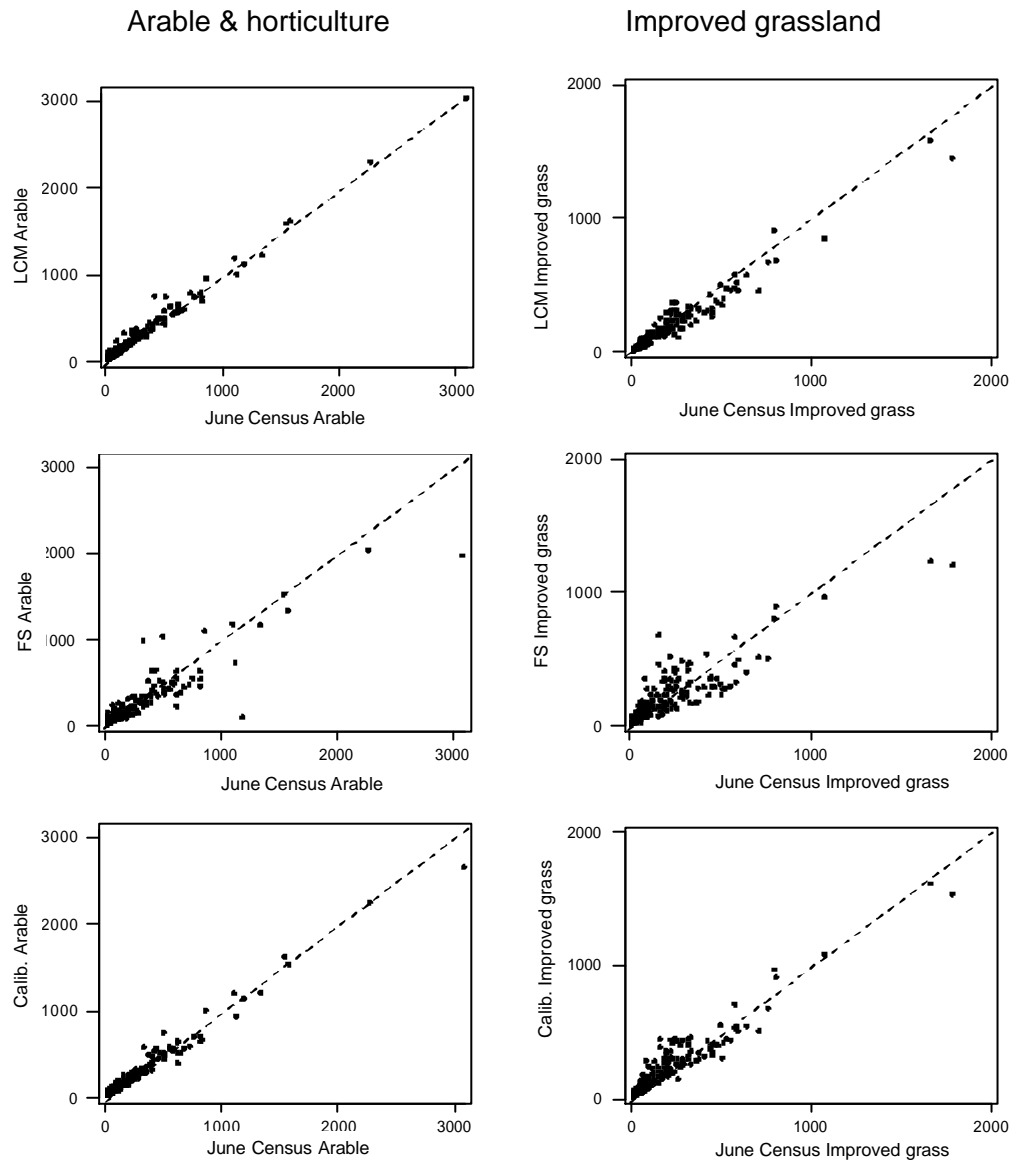 Arable & horticulture
Improved grassland
3000
2000
1000
0
LCM Arable
0 1000 2000 3000
June Census Arable
2000
1000
0
LCM Improved grass
0 1000 2000
June Census Improved grass
3000
2000
1000
0
FS Arable
0 1000 2000 3000
June Census Arable
2000
1000
0
FS Improved grass
0 1000 2000
June Census Improved grass
3000
2000
1000
0
Calib. Arable
0 1000 2000 3000
June Census Arable
2000
1000
0
Calib. Improved grass
0 1000 2000
June Census Improved grass